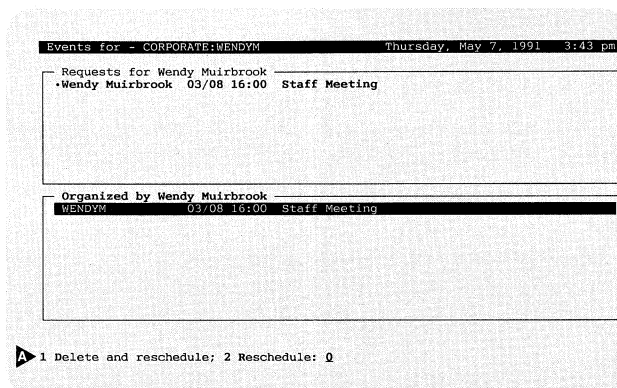 Events for - CORPORATE:WENDYM Thursday, May 7, 1991 3:43 pm
Requests for Wendy Muirbrook
•Wendy Muirbrook 03/08 16:00 Staff Meeting
Organized by Wendy Muirbrook
WENDYM 03/08 16:00 Staff Meeting
A 1 Delete and reschedule; 2 Reschedule: 0